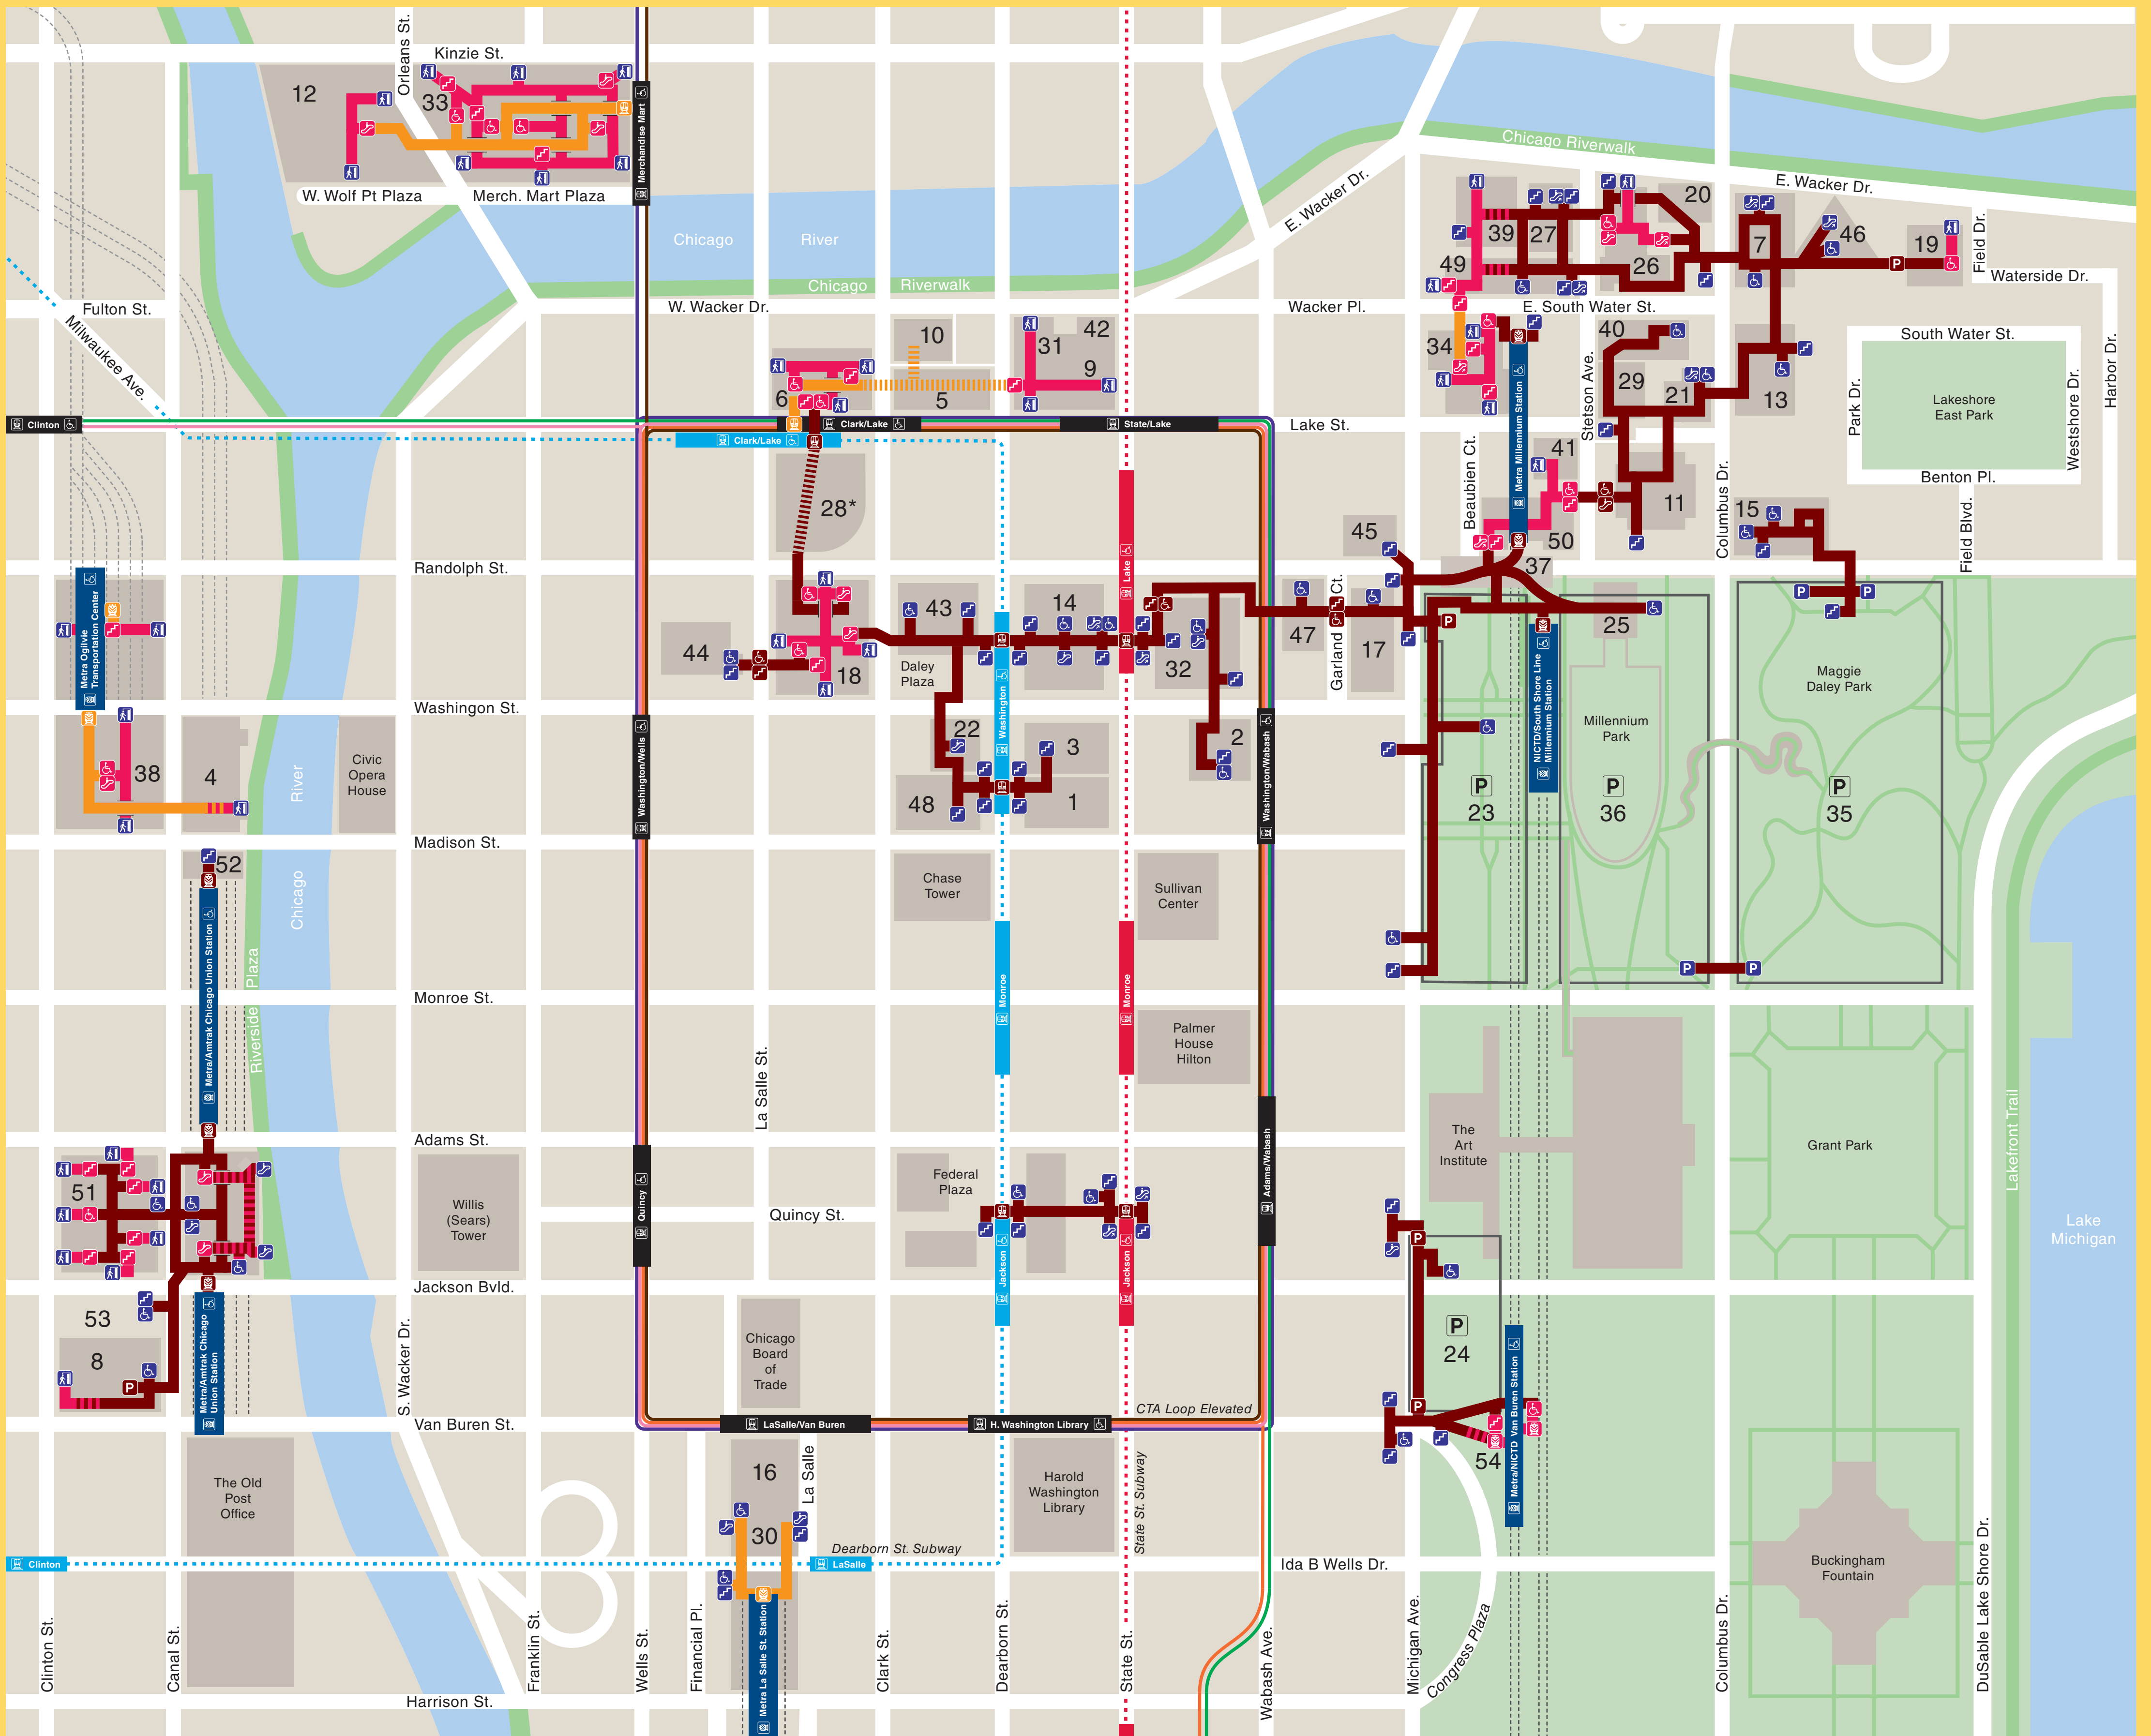 Kinzie St.
Orleans St.
12
33
Merchandise Mart
W. Wolf Pt Plaza
Merch. Mart Plaza
Chicago Riverwalk
E. Wacker Dr.
E. Wacker Dr.
Chicago
River
Chicago
Riverwalk
20
39
27
7
46
19
49
26
Field Dr.
Waterside Dr.
P
Fulton St.
Milwaukee Ave.
W. Wacker Dr.
Wacker Pl.
E. South Water St.
10
42
31
9
5
6
34
40
29
21
13
South Water St.
Harbor Dr.
Park Dr.
Westshore Dr.
Lakeshore
East Park
Stetson Ave.
Metra Millennium Station
Clinton
Clark/Lake
State/Lake
Lake St.
Clark/Lake
Beaubien Ct.
41
Columbus Dr.
Benton Pl.
28*
11
15
Field Blvd.
45
50
Lake
Randolph St.
37
Metra Ogilvie
Transportation Center
43
14
Garland Ct.
47
17
P
25
P
P
44
Daley
Plaza
18
32
Maggie
Daley Park
Washingon St.
Washington
Washington/Wells
Washington/Wabash
NICTD/South Shore Line
Millennium Station
Millennium
Park
38
4
Civic
Opera
House
River
22
3
2
48
1
P
23
P
36
P
35
Madison St.
52
Chicago
Chase
Tower
Sullivan
Center
Metra/Amtrak Chicago Union Station
Riverside
Plaza
Monroe
Monroe
P
P
Monroe St.
Palmer
House
Hilton
La Salle St.
Adams St.
Adams/Wabash
The
Art
Institute
Grant Park
Lakefront Trail
51
Willis
(Sears)
Tower
Quincy
Quincy St.
Federal
Plaza
Jackson
Jackson
Lake
Michigan
P
Jackson Bvld.
53
8
P
Metra/Amtrak Chicago
Union Station
S. Wacker Dr.
Chicago
Board
of
Trade
P
24
P
CTA Loop Elevated
Van Buren St.
LaSalle/Van Buren
H. Washington Library
Metra/NICTD Van Buren Station
54
The Old
Post
Office
16
La Salle
Harold
Washington
Library
State St. Subway
30
Dearborn St. Subway
Clinton
LaSalle
Ida B Wells Dr.
Buckingham
Fountain
Clinton St.
Canal St.
Franklin St.
Wells St.
Financial Pl.
Metra La Salle St. Station
Clark St.
Dearborn St.
State St.
Wabash Ave.
Michigan Ave.
Congress Plaza
Columbus Dr.
DuSable Lake Shore Dr.
Harrison St.